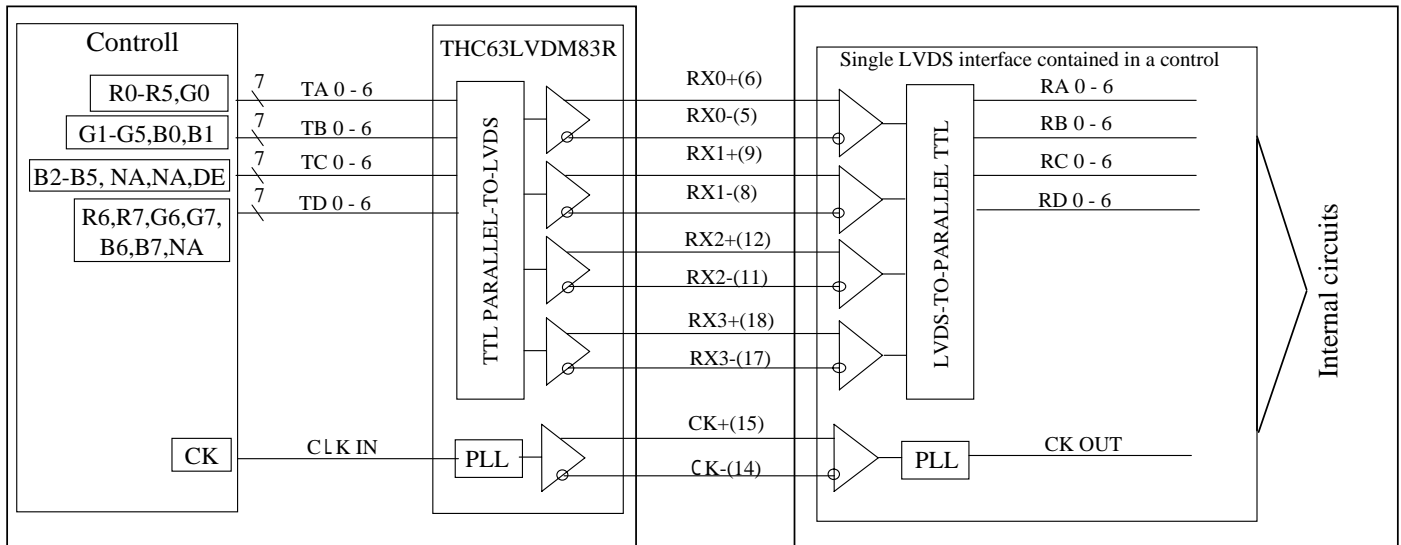 Controll
R0-R5,G0
G1-G5,B0,B1
B2-B5, NA,NA,DE
R6,R7,G6,G7,
B6,B7,NA
CK
7
TA 0 - 6
7
TB 0 - 6
7
TC 0 - 6
7
TD 0 - 6
CLK IN
THC63LVDM83R
TTL PARALLEL-TO-LVDS
PLL
RX0+(6)
RX0-(5)
RX1+(9)
RX1-(8)
RX2+(12)
RX2-(11)
RX3+(18)
RX3-(17)
CK+(15)
CK-(14)
Single LVDS interface contained in a control
LVDS-TO-PARALLEL TTL
PLL
RA 0 - 6
RB 0 - 6
RC 0 - 6
RD 0 - 6
CK OUT
Internal circuits